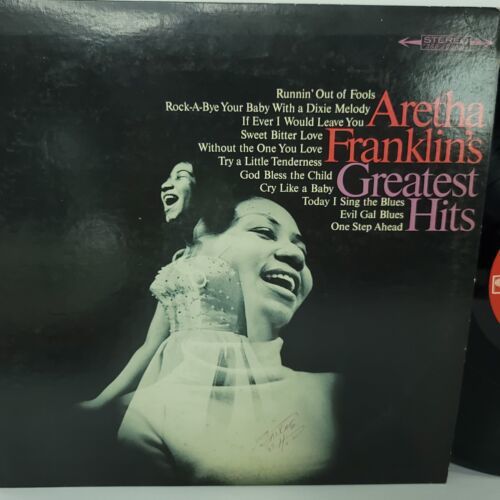 STEREO
Runnin' Out of Fools
Rock-A-Bye Your Baby With a Dixie Melody
If Ever I Would Leave You
Sweet Bitter Love
Without the One You Love
Try a Little Tenderness
God Bless the Child
Cry Like a Baby
Today I Sing the Blues
Evil Gal Blues
One Step Ahead
Aretha
Franklin's
Greatest
Hits